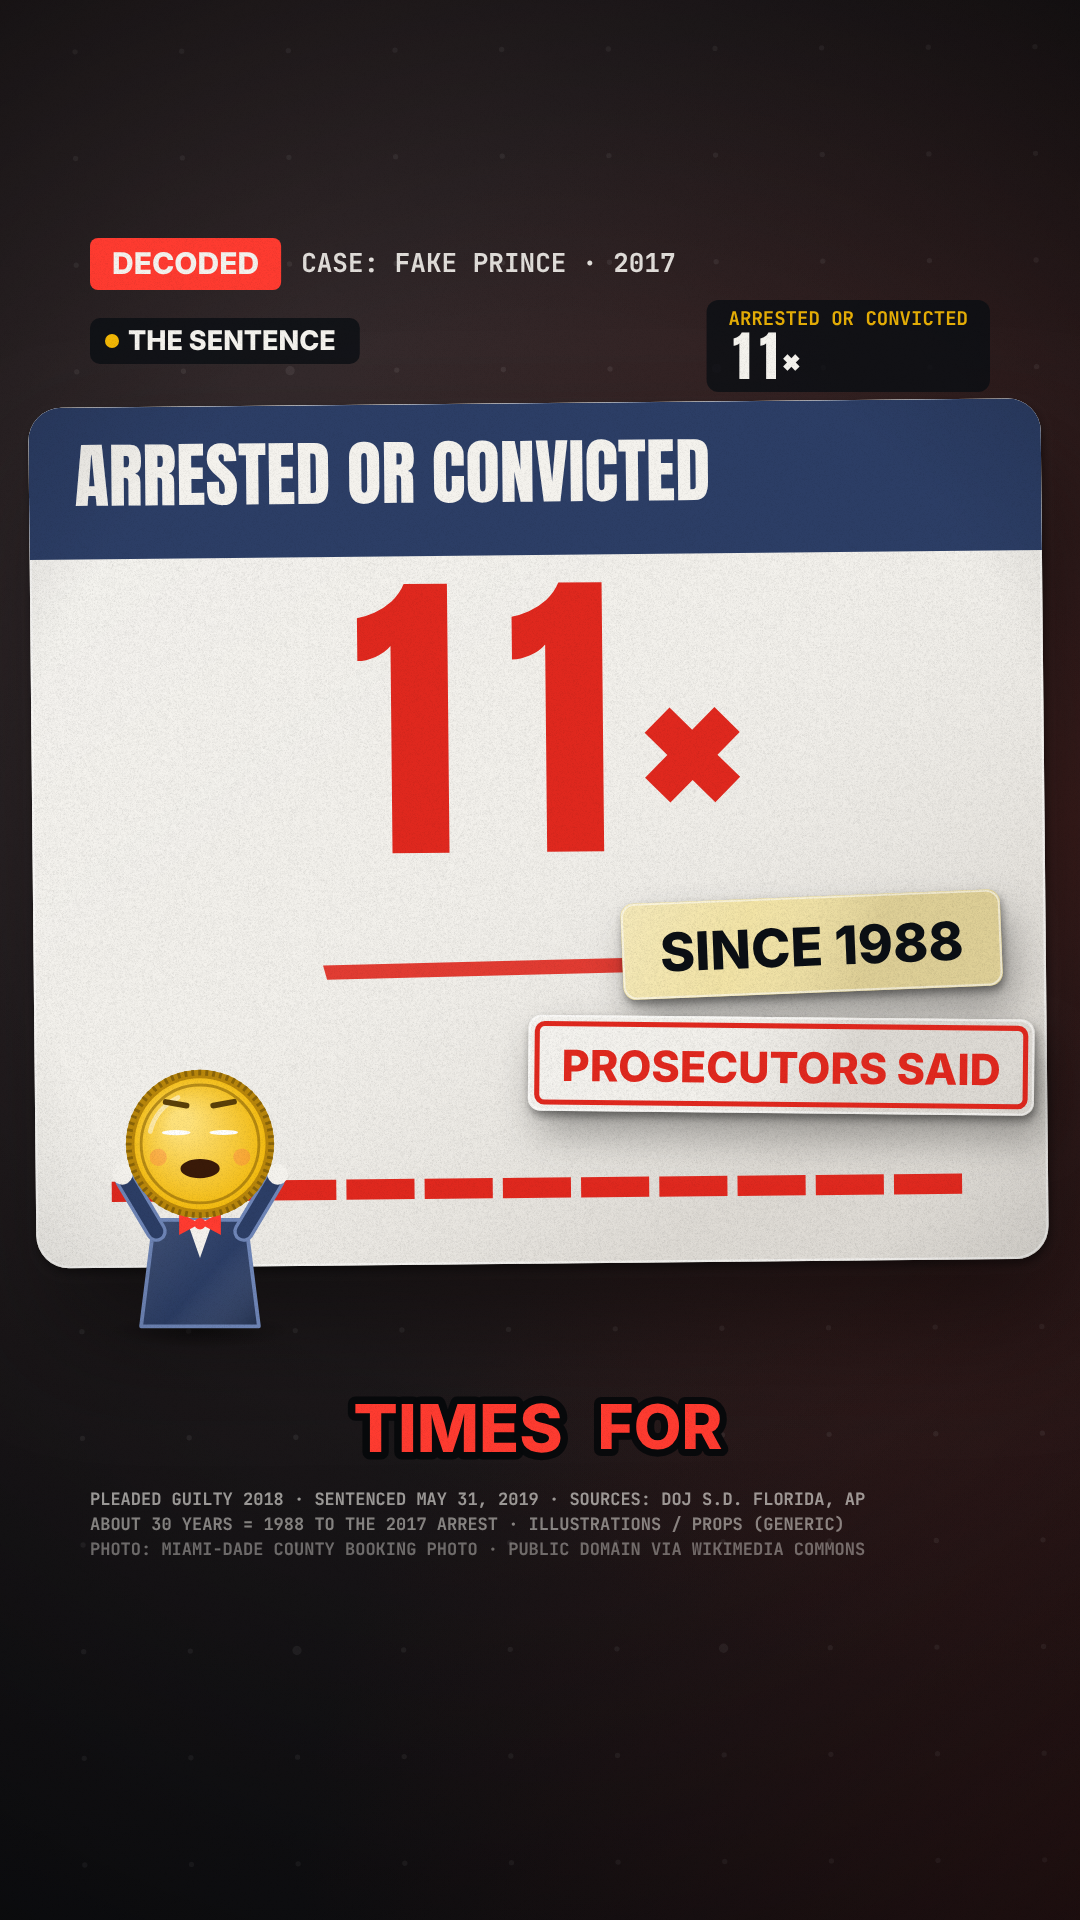 DECODED CASE: FAKE PRINCE · 2017
THE SENTENCE
ARRESTED OR CONVICTED
11×
ARRESTED OR CONVICTED
11×
SINCE 1988
PROSECUTORS SAID
TIMES FOR
PLEADED GUILTY 2018 · SENTENCED MAY 31, 2019 · SOURCES: DOJ S.D. FLORIDA, AP
ABOUT 30 YEARS = 1988 TO THE 2017 ARREST · ILLUSTRATIONS / PROPS (GENERIC)
PHOTO: MIAMI-DADE COUNTY BOOKING PHOTO · PUBLIC DOMAIN VIA WIKIMEDIA COMMONS